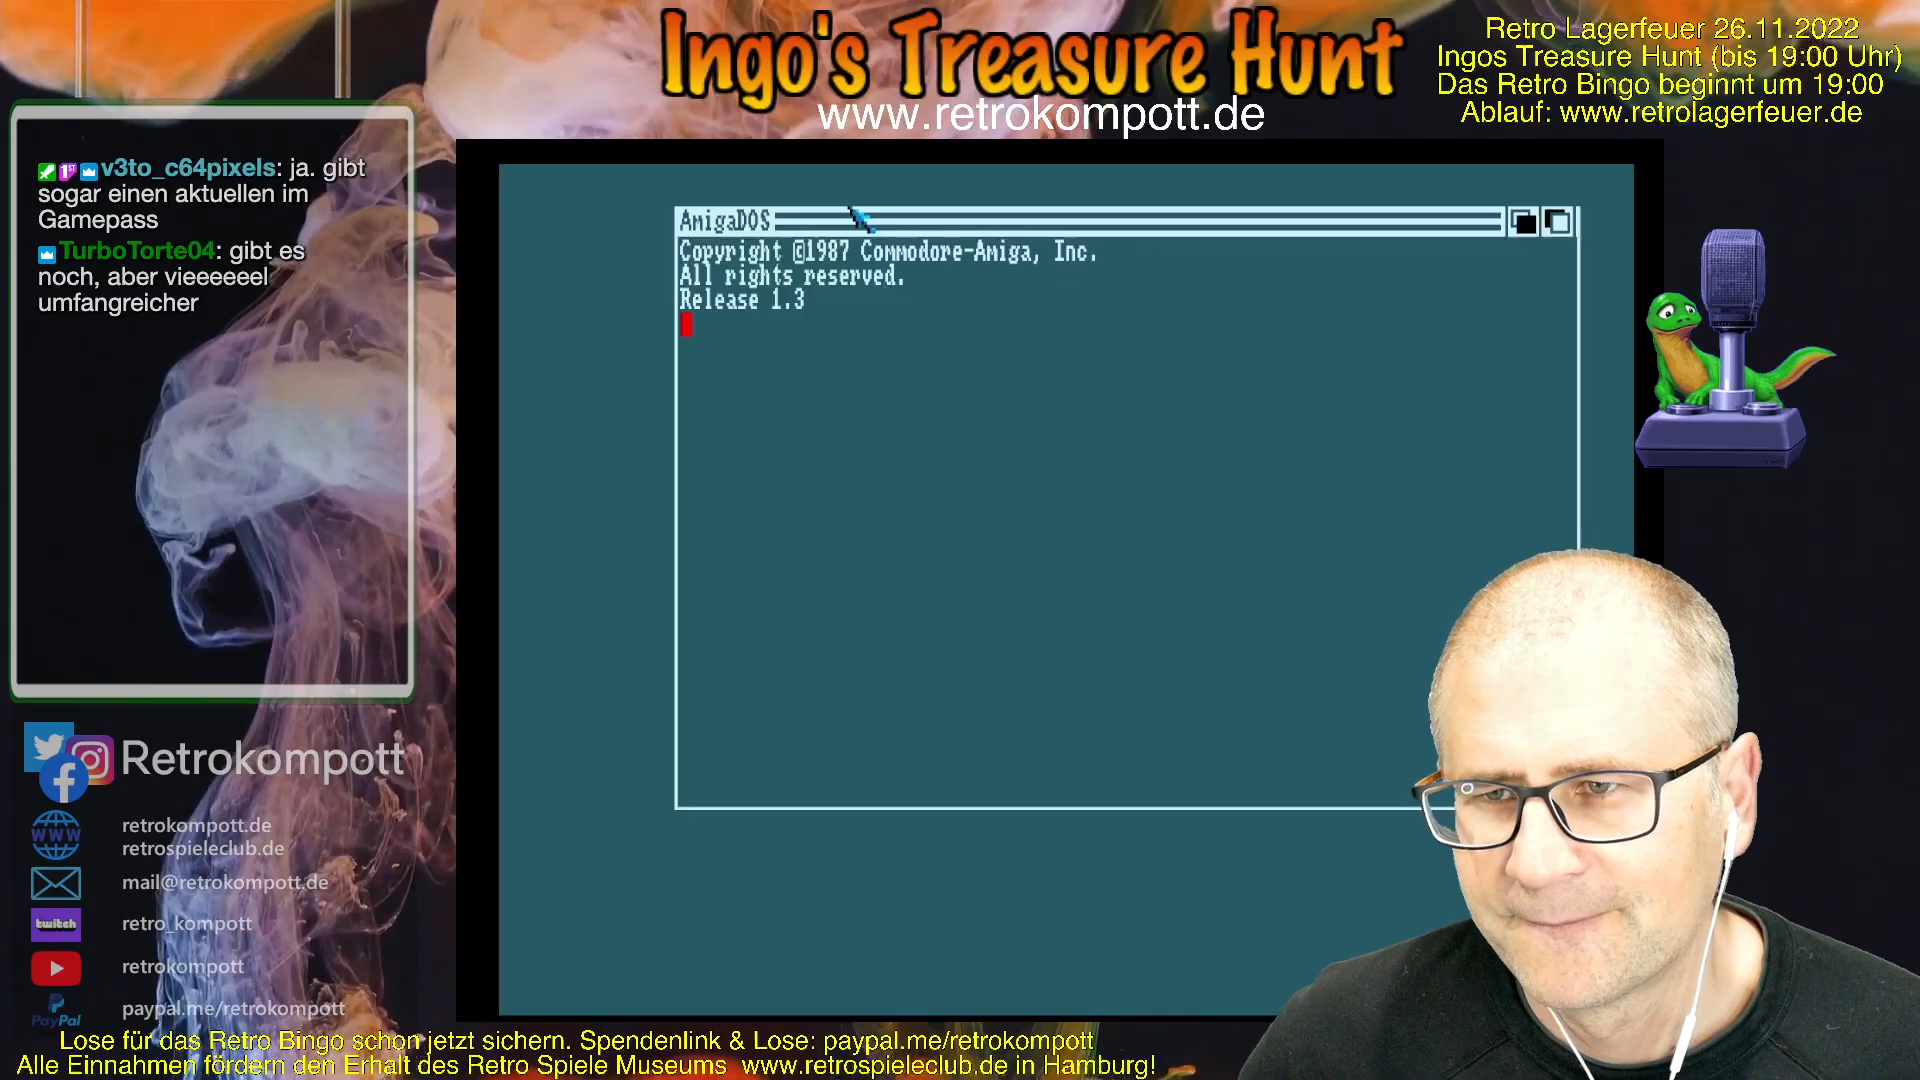 Ingo's Treasure Hunt
www.retrokompott.de
Retro Lagerfeuer 26.11.2022
Ingos Treasure Hunt (bis 19:00 Uhr)
Das Retro Bingo beginnt um 19:00
Ablauf: www.retrolagerfeuer.de
v3to_c64pixels: ja. gibt
sogar einen aktuellen im
Gamepass
TurboTorte04: gibt es
noch, aber vieeeeeel
umfangreicher
AmigaDOS
Copyright ©1987 Commodore-Amiga, Inc.
All rights reserved.
Release 1.3
Retrokompott
WWW
retrokompott.de
retrospieleclub.de
mail@retrokompott.de
twitch
retro_kompott
retrokompott
PayPal
paypal.me/retrokompott
Lose für das Retro Bingo schon jetzt sichern. Spendenlink & Lose: paypal.me/retrokompott
Alle Einnahmen fördern den Erhalt des Retro Spiele Museums www.retrospieleclub.de in Hamburg!